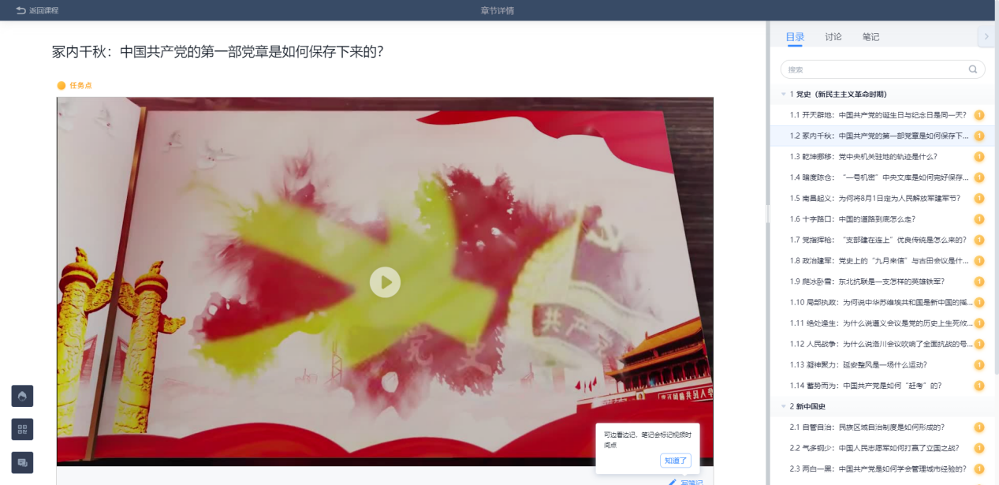 返回课程
章节详情
冢内千秋：中国共产党的第一部党章是如何保存下来的?
任务点
共产党
党史
可边看边记，笔记会标记视频时
间点
知道了
写笔记
目录
讨论
笔记
搜索
1 党史（新民主主义革命时期）
1.1 开天辟地：中国共产党的诞生日与纪念日是同一天? 1
1.2 冢内千秋：中国共产党的第一部党章是如何保存下... 1
1.3 乾坤挪移：党中央机关驻地的轨迹是什么? 1
1.4 暗度陈仓：“一号机密”中央文库是如何完好保存... 1
1.5 南昌起义：为何将8月1日定为人民解放军建军节? 1
1.6 十字路口：中国的道路到底怎么走? 1
1.7 党指挥枪：“支部建在连上”优良传统是怎么来的? 1
1.8 政治建军：党史上的“九月来信”与古田会议是什... 1
1.9 爬冰卧雪：东北抗联是一支怎样的英雄铁军? 1
1.10 局部执政：为何说中华苏维埃共和国是新中国的摇... 1
1.11 绝处逢生：为什么说遵义会议是党的历史上生死攸... 1
1.12 人民战争：为什么说洛川会议吹响了全面抗战的号... 1
1.13 凝神聚力：延安整风是一场什么运动? 1
1.14 蓄势而为：中国共产党是如何“赶考”的? 1
2 新中国史
2.1 自管自治：民族区域自治制度是如何形成的? 1
2.2 气多钢少：中国人民志愿军如何打赢了立国之战? 1
2.3 两白一黑：中国共产党是如何学会管理城市经验的? 1